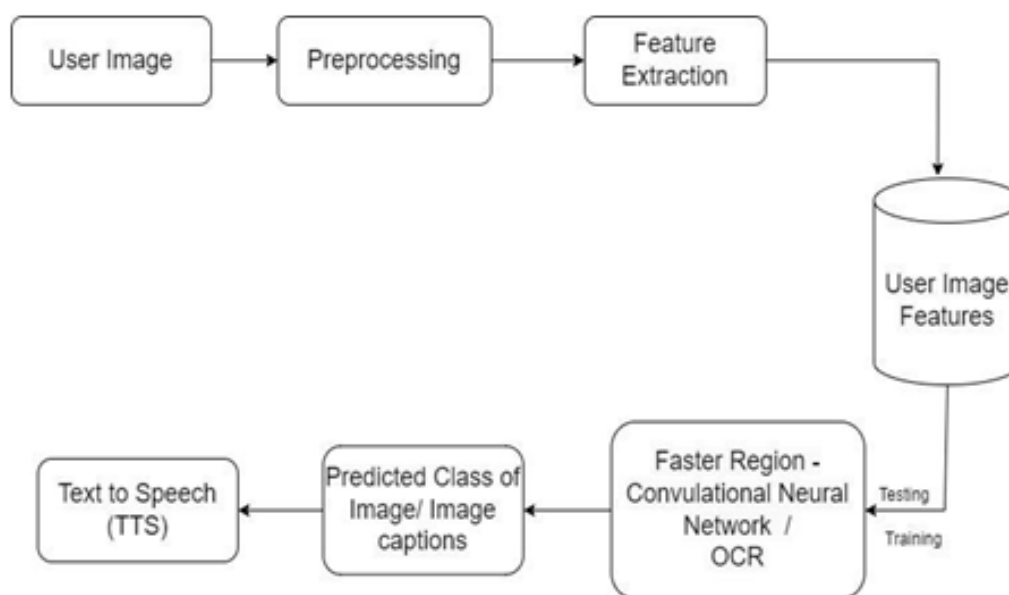 User Image
Preprocessing
Feature
Extraction
User Image
Features
Testing
Training
Faster Region -
Convulational Neural
Network /
OCR
Predicted Class of
Image/ Image
captions
Text to Speech
(TTS)